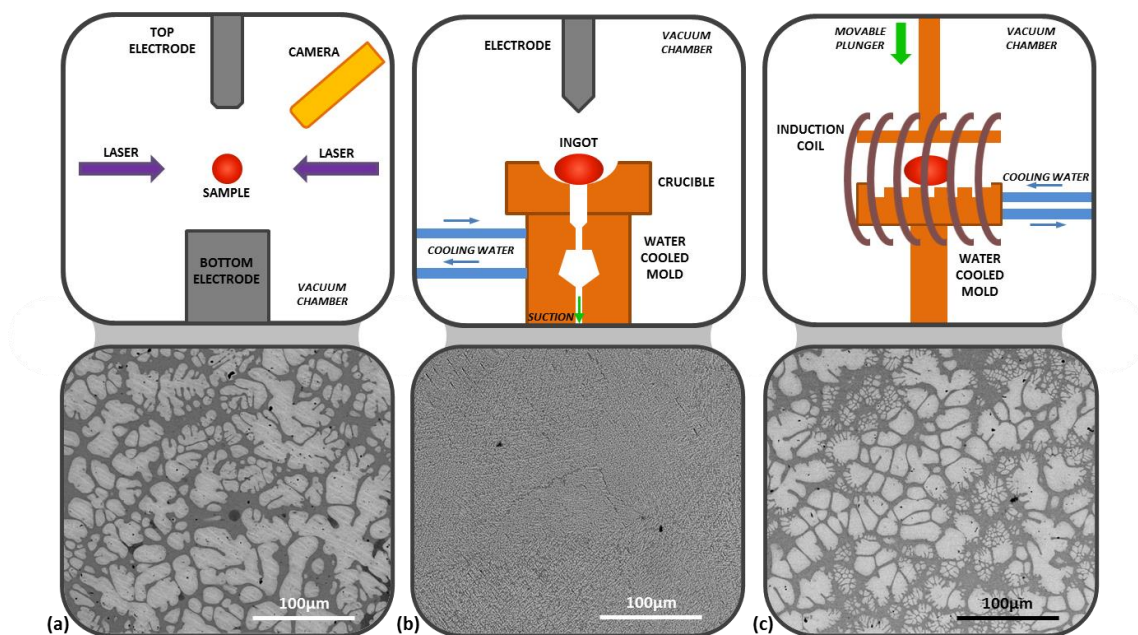 TOP
ELECTRODE
CAMERA
LASER
LASER
SAMPLE
BOTTOM
ELECTRODE
VACUUM
CHAMBER
100µm
(a)
ELECTRODE
VACUUM
CHAMBER
INGOT
CRUCIBLE
COOLING WATER
WATER
COOLED
MOLD
SUCTION
100µm
(b)
MOVABLE
PLUNGER
VACUUM
CHAMBER
INDUCTION
COIL
COOLING WATER
WATER
COOLED
MOLD
100µm
(c)